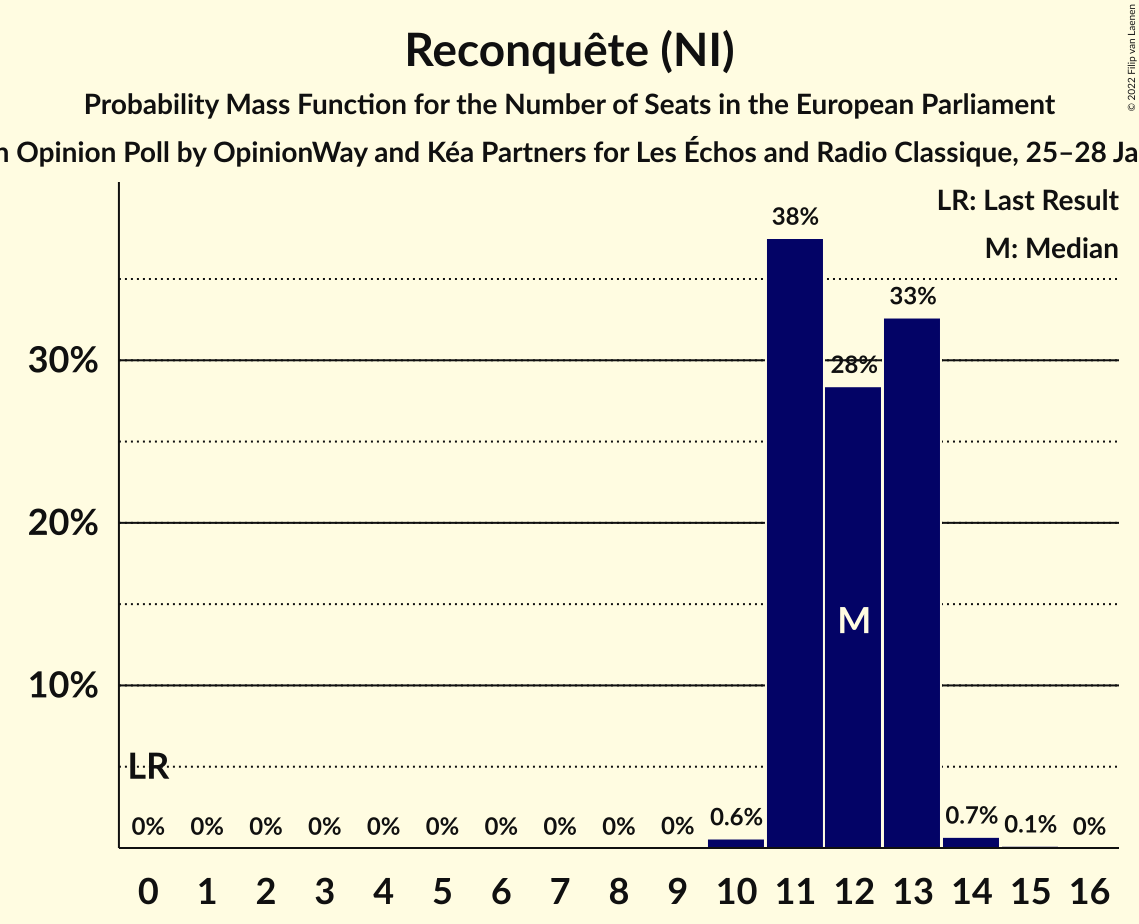 Reconquête (NI)
Probability Mass Function for the Number of Seats in the European Parliament
Opinion Poll by OpinionWay and Kéa Partners for Les Échos and Radio Classique, 25–28
© 2022 Filip van Laenen
LR: Last Result
M: Median
38%
33%
30%
28%
20%
M
10%
LR
0% 0% 0% 0% 0% 0% 0% 0% 0% 0% 0.6% 0.7% 0.1% 0%
0 1 2 3 4 5 6 7 8 9 10 11 12 13 14 15 16